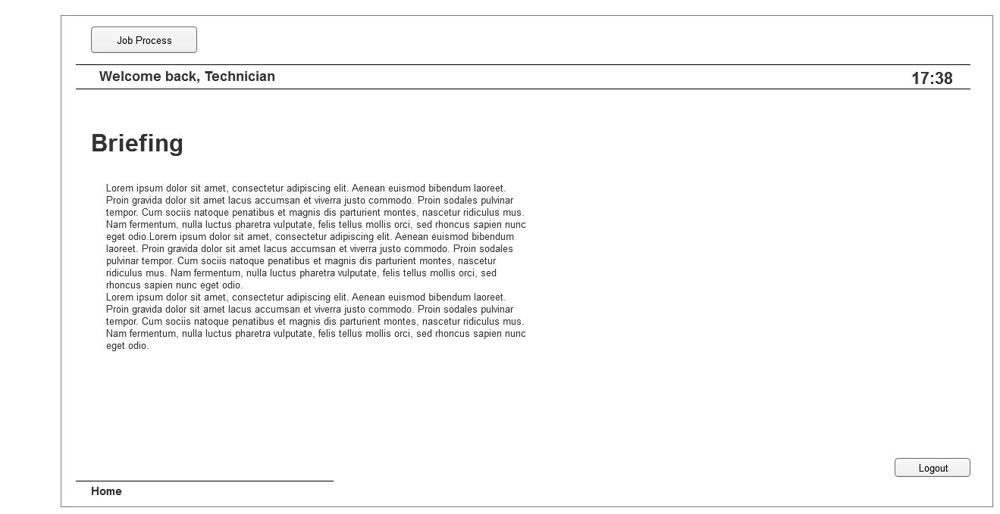 Job Process
Welcome back, Technician
17:38
Briefing
Lorem ipsum dolor sit amet, consectetur adipiscing elit. Aenean euismod bibendum laoreet.
Proin gravida dolor sit amet lacus accumsan et viverra justo commodo. Proin sodales pulvinar
tempor. Cum sociis natoque penatibus et magnis dis parturient montes, nascetur ridiculus mus.
Nam fermentum, nulla luctus pharetra vulputate, felis tellus mollis orci, sed rhoncus sapien nunc
eget odio.Lorem ipsum dolor sit amet, consectetur adipiscing elit. Aenean euismod bibendum
laoreet. Proin gravida dolor sit amet lacus accumsan et viverra justo commodo. Proin sodales
pulvinar tempor. Cum sociis natoque penatibus et magnis dis parturient montes, nascetur
ridiculus mus. Nam fermentum, nulla luctus pharetra vulputate, felis tellus mollis orci, sed
rhoncus sapien nunc eget odio.
Lorem ipsum dolor sit amet, consectetur adipiscing elit. Aenean euismod bibendum laoreet.
Proin gravida dolor sit amet lacus accumsan et viverra justo commodo. Proin sodales pulvinar
tempor. Cum sociis natoque penatibus et magnis dis parturient montes, nascetur ridiculus mus.
Nam fermentum, nulla luctus pharetra vulputate, felis tellus mollis orci, sed rhoncus sapien nunc
eget odio.
Logout
Home